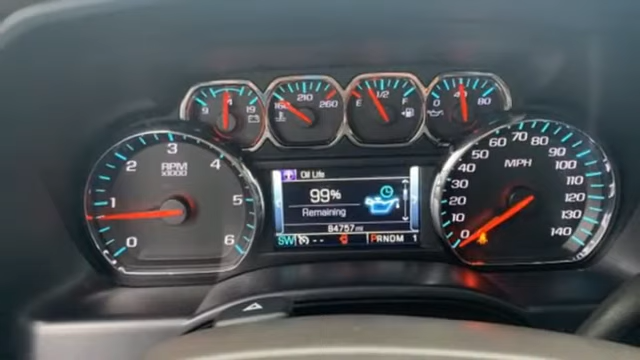 9 14 19
210
160 260
E 1/2 F
0 40 80
RPM
x1000
0 1 2 3 4 5 6
MPH
0 10 20 30 40 50 60 70 80 90 100 110 120 130 140
Oil Life
99%
Remaining
84757 mi
SW -- PRNDM 1